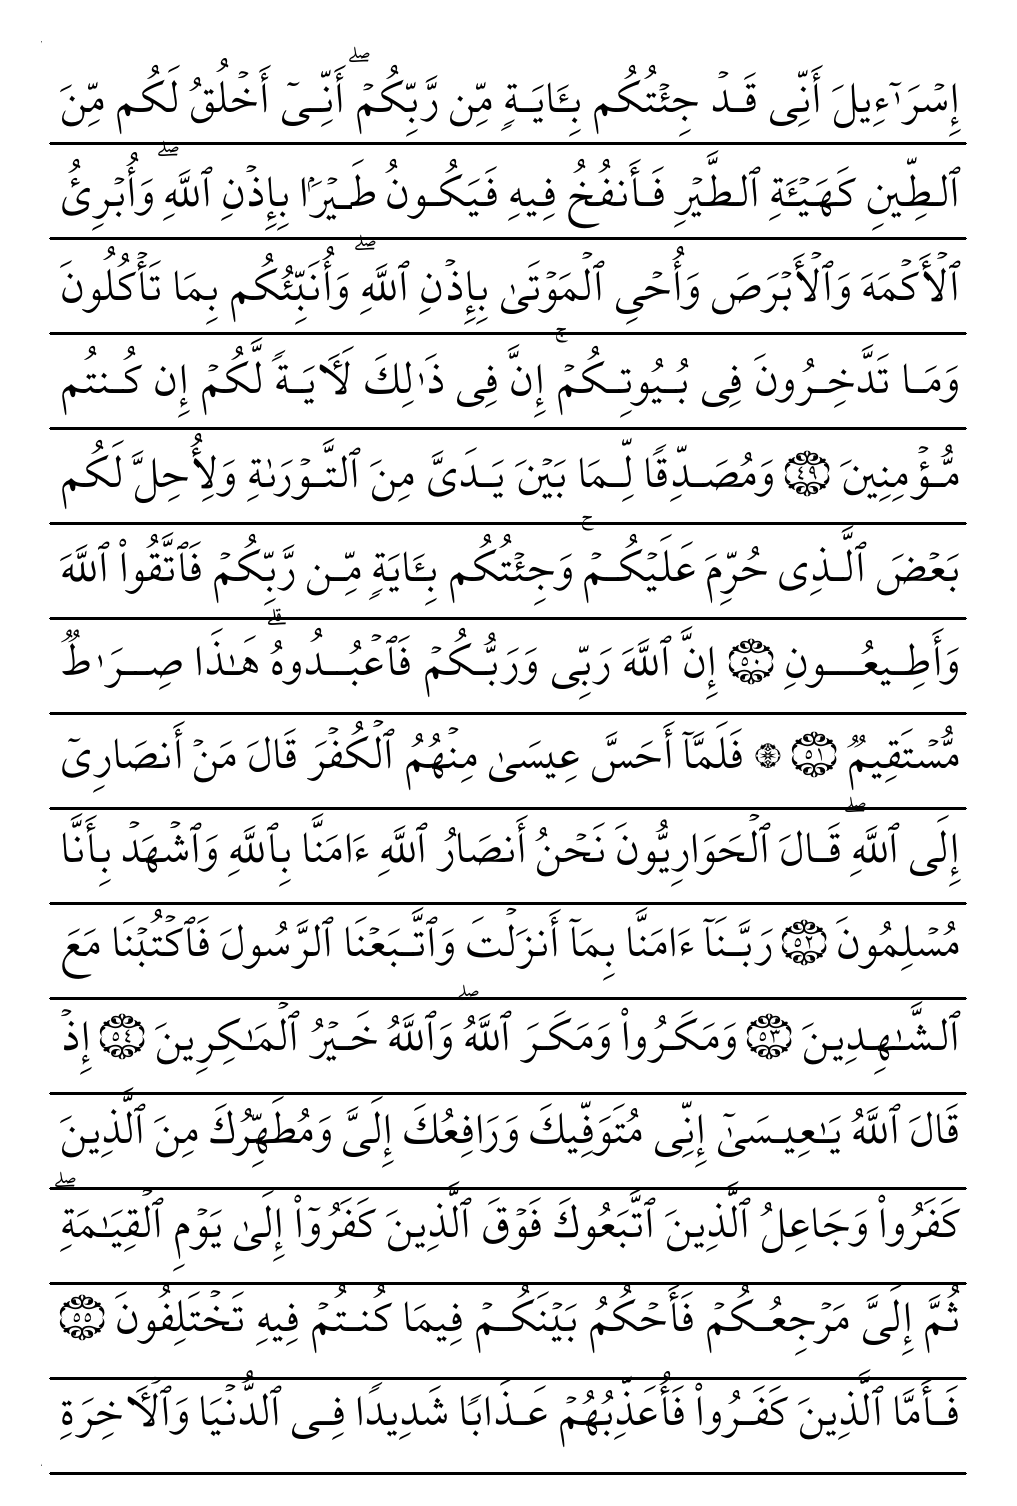 إِسْرَٰٓءِيلَ أَنِّى قَدْ جِئْتُكُم بِـَٔايَةٍ مِّن رَّبِّكُمْ ۖ أَنِّىٓ أَخْلُقُ لَكُم مِّنَ
ٱلطِّينِ كَهَيْـَٔةِ ٱلطَّيْرِ فَأَنفُخُ فِيهِ فَيَكُونُ طَيْرًۢا بِإِذْنِ ٱللَّهِ ۖ وَأُبْرِئُ
ٱلْأَكْمَهَ وَٱلْأَبْرَصَ وَأُحْىِ ٱلْمَوْتَىٰ بِإِذْنِ ٱللَّهِ ۖ وَأُنَبِّئُكُم بِمَا تَأْكُلُونَ
وَمَا تَدَّخِرُونَ فِى بُيُوتِكُمْ ۚ إِنَّ فِى ذَٰلِكَ لَـَٔايَةً لَّكُمْ إِن كُنتُم
مُّؤْمِنِينَ ٤٩ وَمُصَدِّقًا لِّمَا بَيْنَ يَدَىَّ مِنَ ٱلتَّوْرَىٰةِ وَلِأُحِلَّ لَكُم
بَعْضَ ٱلَّذِى حُرِّمَ عَلَيْكُمْ ۚ وَجِئْتُكُم بِـَٔايَةٍ مِّن رَّبِّكُمْ فَٱتَّقُوا۟ ٱللَّهَ
وَأَطِيعُونِ ٥٠ إِنَّ ٱللَّهَ رَبِّى وَرَبُّكُمْ فَٱعْبُدُوهُ ۗ هَـٰذَا صِرَٰطٌ
مُّسْتَقِيمٌ ٥١ ۞ فَلَمَّآ أَحَسَّ عِيسَىٰ مِنْهُمُ ٱلْكُفْرَ قَالَ مَنْ أَنصَارِىٓ
إِلَى ٱللَّهِ ۖ قَالَ ٱلْحَوَارِيُّونَ نَحْنُ أَنصَارُ ٱللَّهِ ءَامَنَّا بِٱللَّهِ وَٱشْهَدْ بِأَنَّا
مُسْلِمُونَ ٥٢ رَبَّنَآ ءَامَنَّا بِمَآ أَنزَلْتَ وَٱتَّبَعْنَا ٱلرَّسُولَ فَٱكْتُبْنَا مَعَ
ٱلشَّـٰهِدِينَ ٥٣ وَمَكَرُوا۟ وَمَكَرَ ٱللَّهُ ۖ وَٱللَّهُ خَيْرُ ٱلْمَـٰكِرِينَ ٥٤ إِذْ
قَالَ ٱللَّهُ يَـٰعِيسَىٰٓ إِنِّى مُتَوَفِّيكَ وَرَافِعُكَ إِلَىَّ وَمُطَهِّرُكَ مِنَ ٱلَّذِينَ
كَفَرُوا۟ وَجَاعِلُ ٱلَّذِينَ ٱتَّبَعُوكَ فَوْقَ ٱلَّذِينَ كَفَرُوٓا۟ إِلَىٰ يَوْمِ ٱلْقِيَـٰمَةِ ۖ
ثُمَّ إِلَىَّ مَرْجِعُكُمْ فَأَحْكُمُ بَيْنَكُمْ فِيمَا كُنتُمْ فِيهِ تَخْتَلِفُونَ ٥٥
فَأَمَّا ٱلَّذِينَ كَفَرُوا۟ فَأُعَذِّبُهُمْ عَذَابًا شَدِيدًا فِى ٱلدُّنْيَا وَٱلْـَٔاخِرَةِ